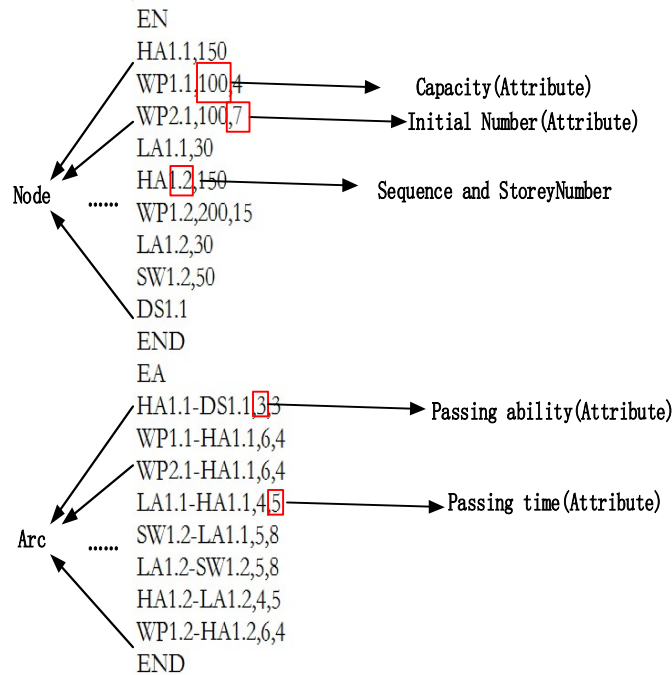 EN
HA1.1,150
WP1.1,100,4
Capacity(Attribute)
WP2.1,100,7
Initial Number(Attribute)
LA1.1,30
HA1.2,150
Sequence and StoreyNumber
Node
......
WP1.2,200,15
LA1.2,30
SW1.2,50
DS1.1
END
EA
HA1.1-DS1.1,3,3
Passing ability(Attribute)
WP1.1-HA1.1,6,4
WP2.1-HA1.1,6,4
LA1.1-HA1.1,4,5
Passing time(Attribute)
Arc
......
SW1.2-LA1.1,5,8
LA1.2-SW1.2,5,8
HA1.2-LA1.2,4,5
WP1.2-HA1.2,6,4
END